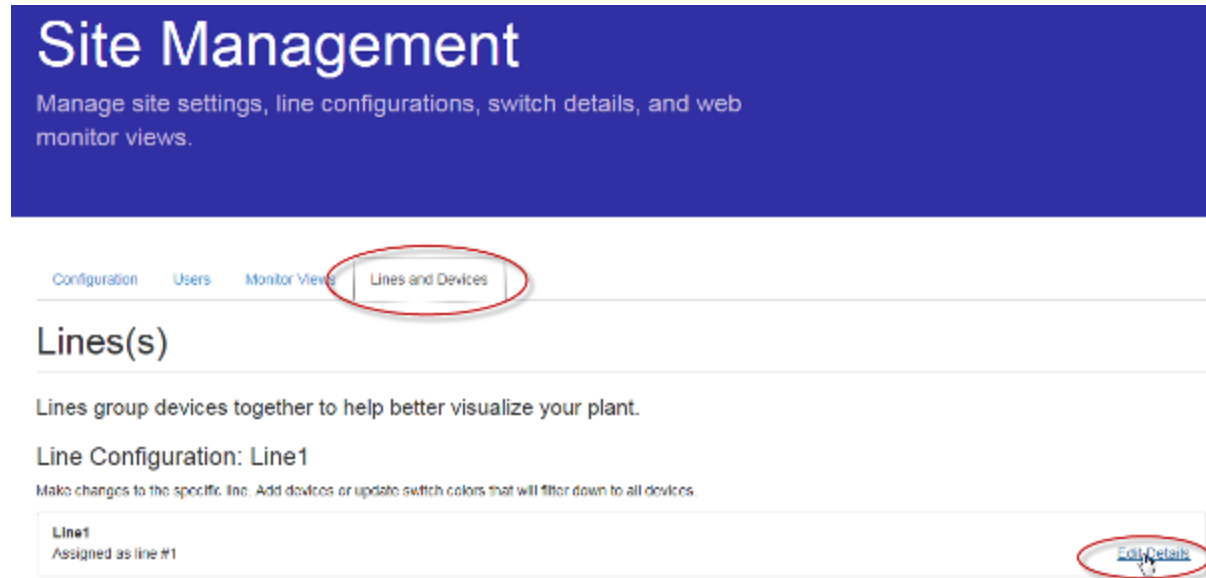 Site Management
Manage site settings, line configurations, switch details, and web
monitor views.
Configuration Users Monitor Views Lines and Devices
Lines(s)
Lines group devices together to help better visualize your plant.
Line Configuration: Line1
Make changes to the specific line. Add devices or update switch colors that will filter down to all devices.
Line1
Assigned as line #1
Edit Details